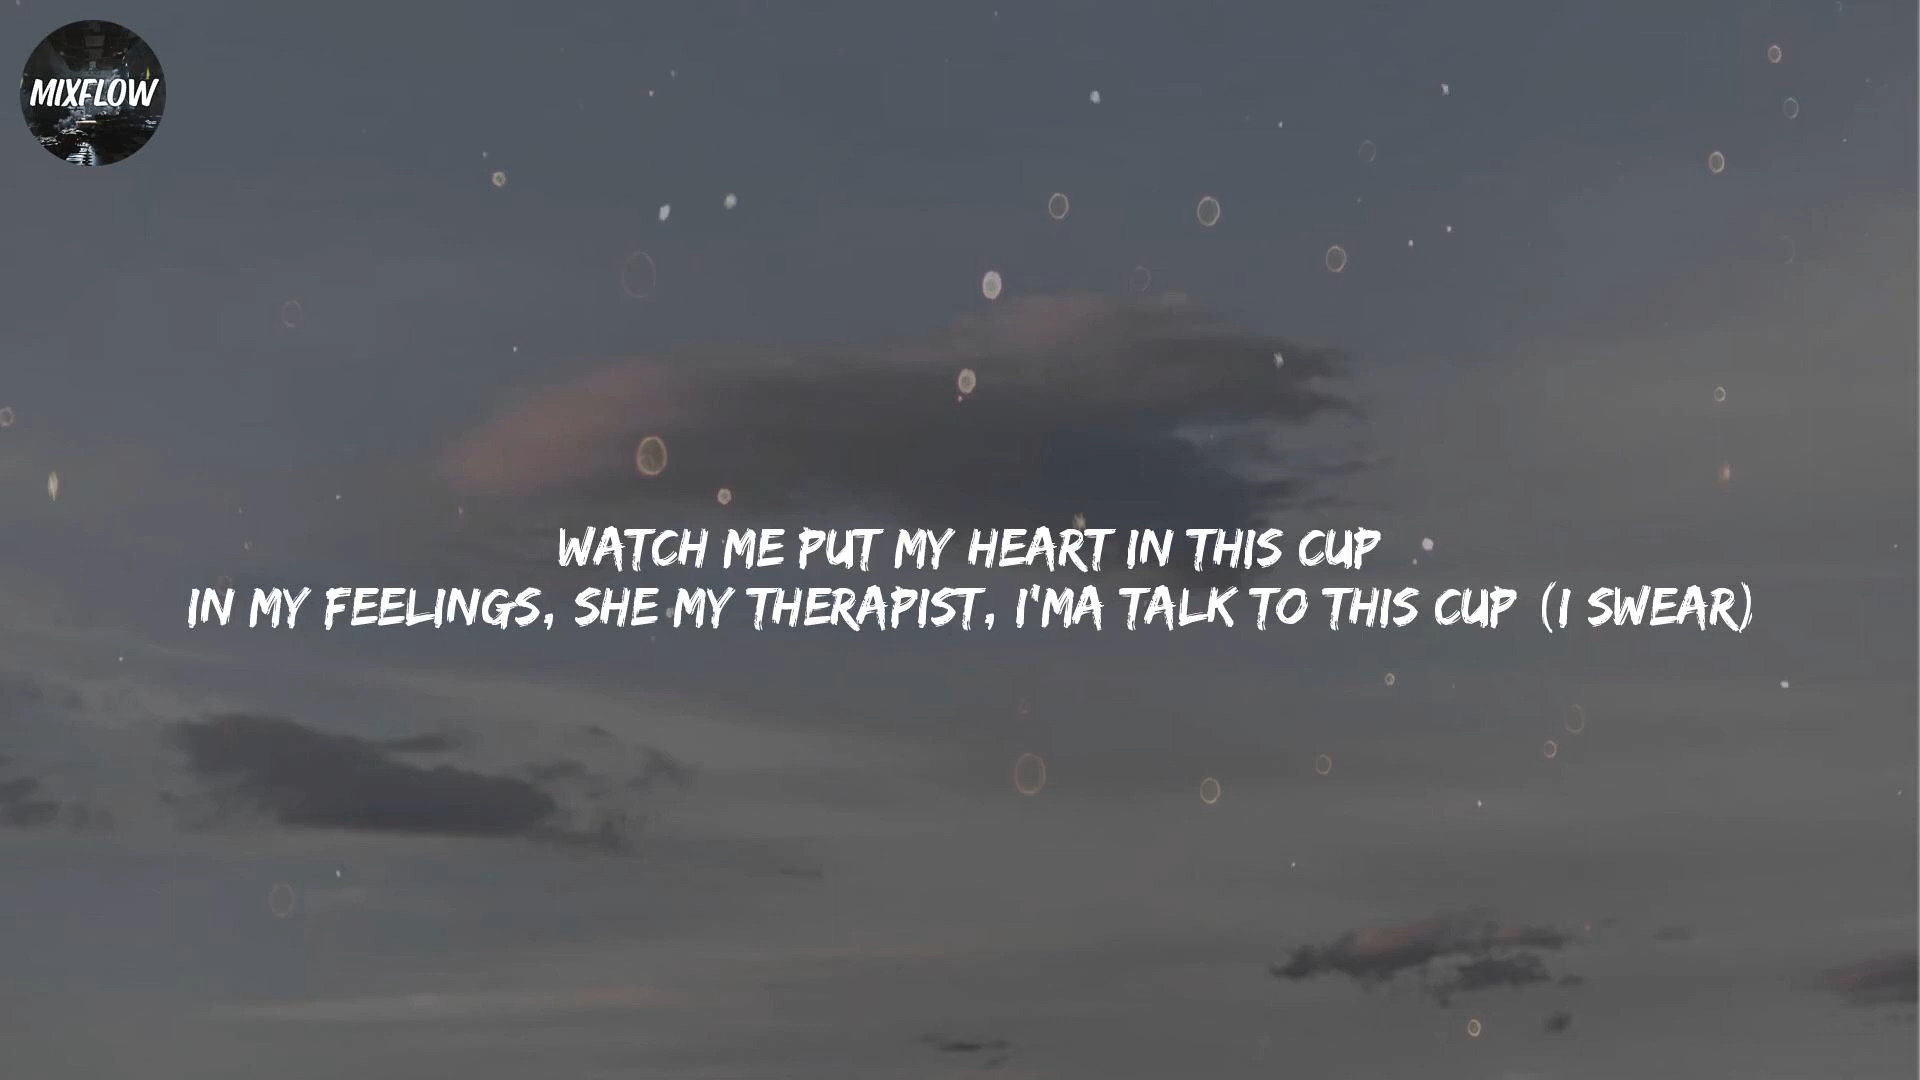 MIXFLOW
WATCH ME PUT MY HEART IN THIS CUP
IN MY FEELINGS, SHE MY THERAPIST, I'MA TALK TO THIS CUP (I SWEAR)